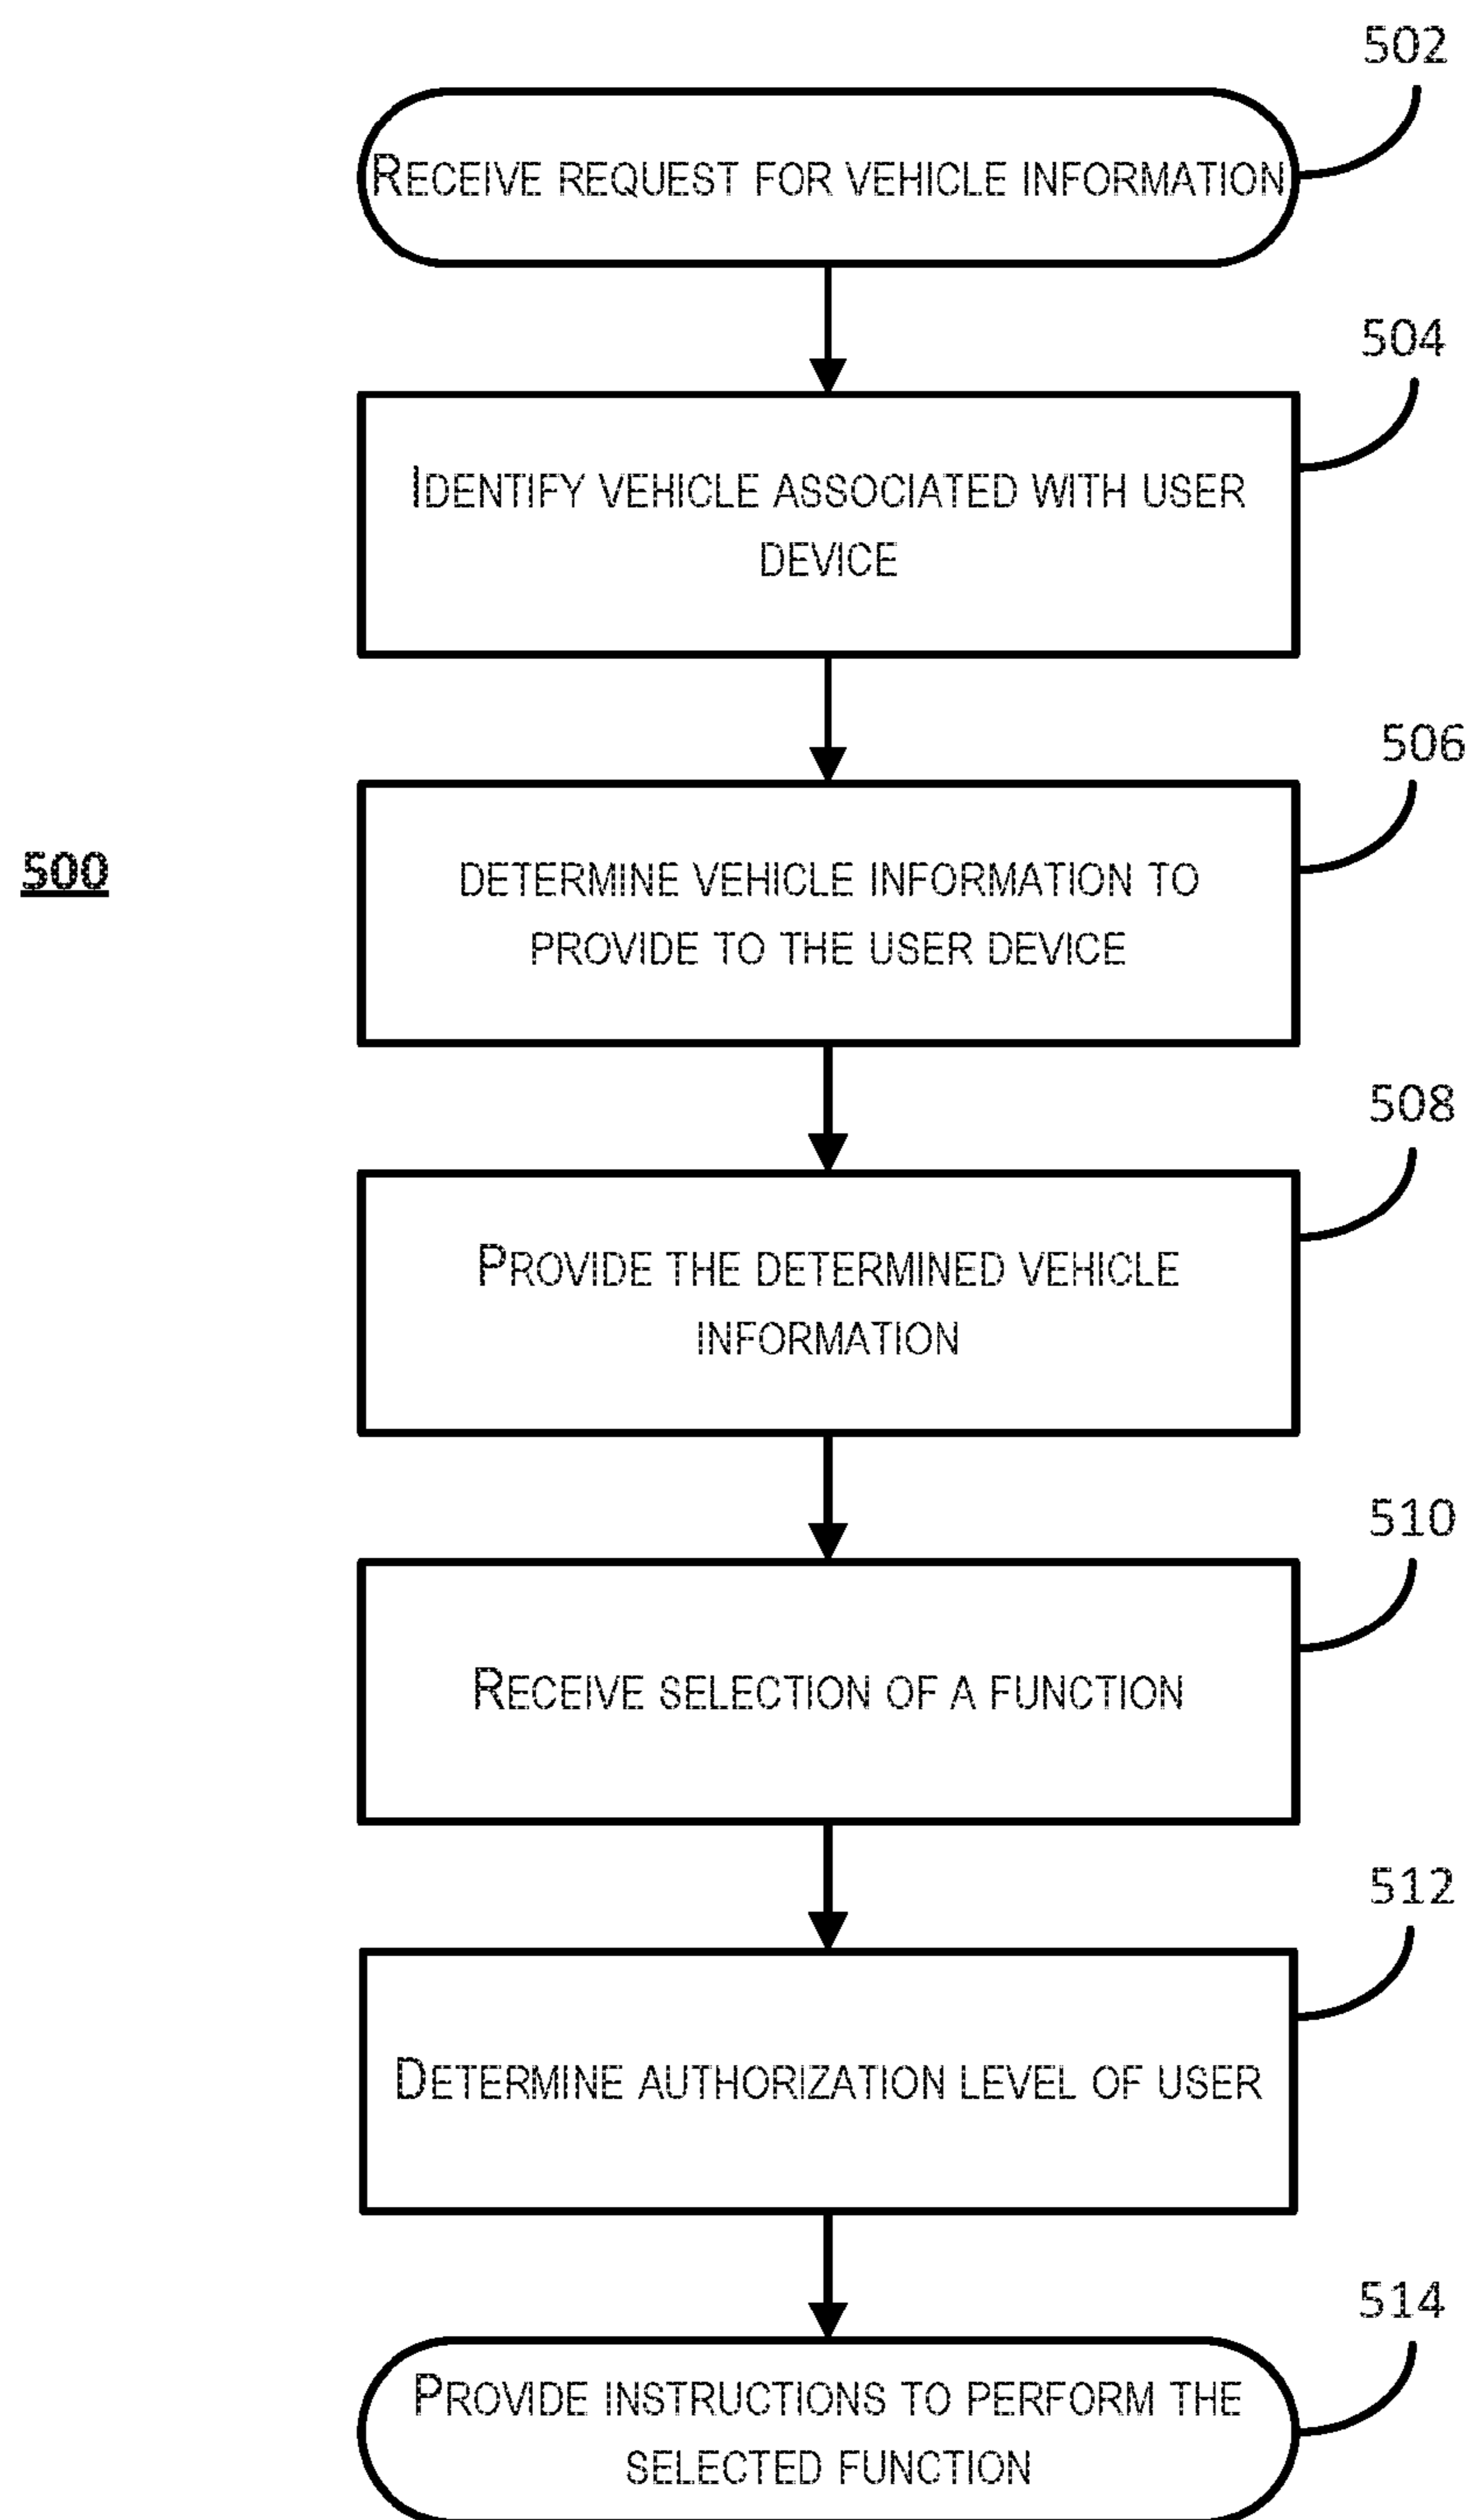 502
RECEIVE REQUEST FOR VEHICLE INFORMATION
504
IDENTIFY VEHICLE ASSOCIATED WITH USER
DEVICE
506
500
DETERMINE VEHICLE INFORMATION TO
PROVIDE TO THE USER DEVICE
508
PROVIDE THE DETERMINED VEHICLE
INFORMATION
510
RECEIVE SELECTION OF A FUNCTION
512
DETERMINE AUTHORIZATION LEVEL OF USER
514
PROVIDE INSTRUCTIONS TO PERFORM THE
SELECTED FUNCTION